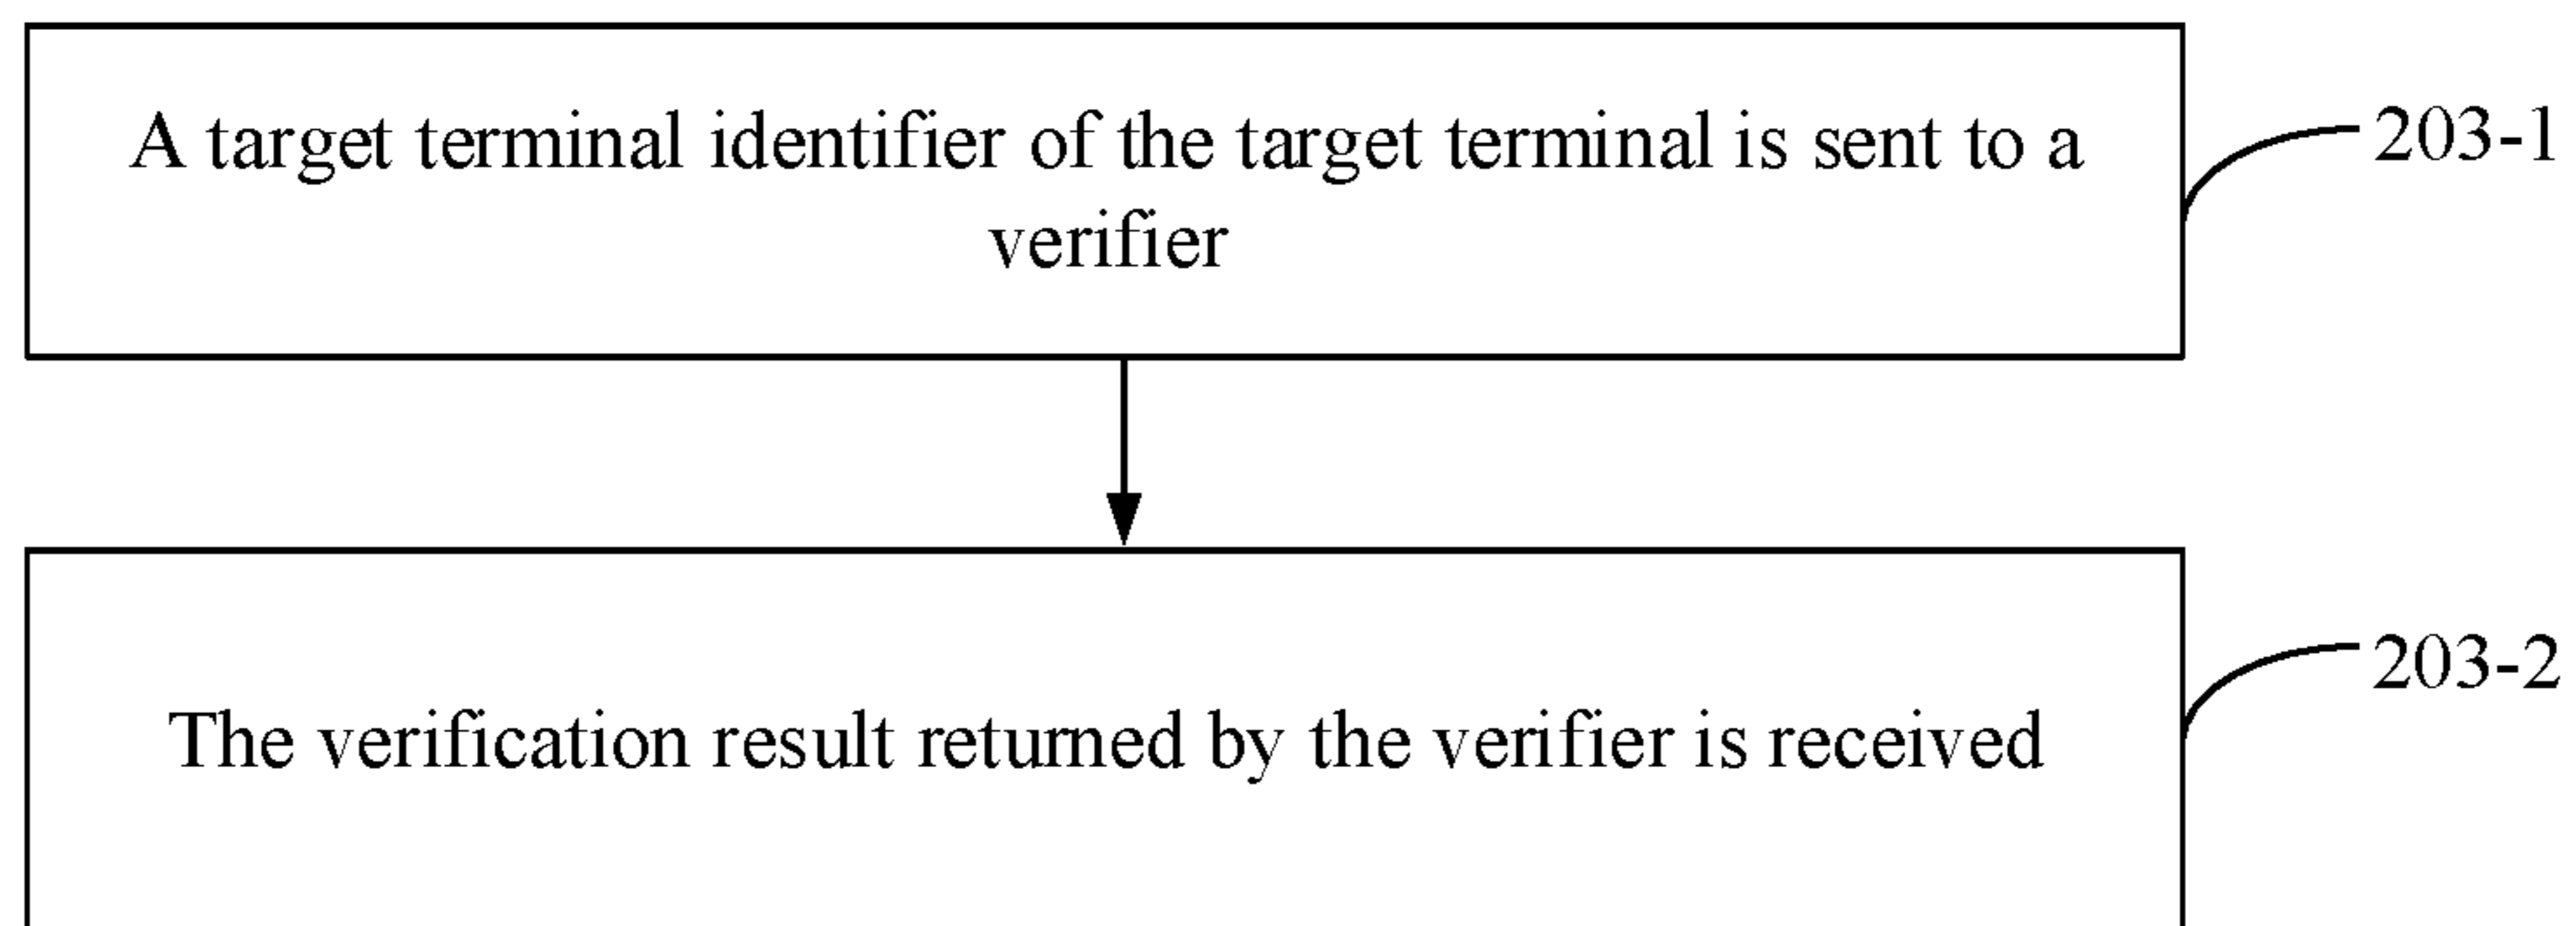 A target terminal identifier of the target terminal is sent to a
verifier
203-1
The verification result returned by the verifier is received
203-2